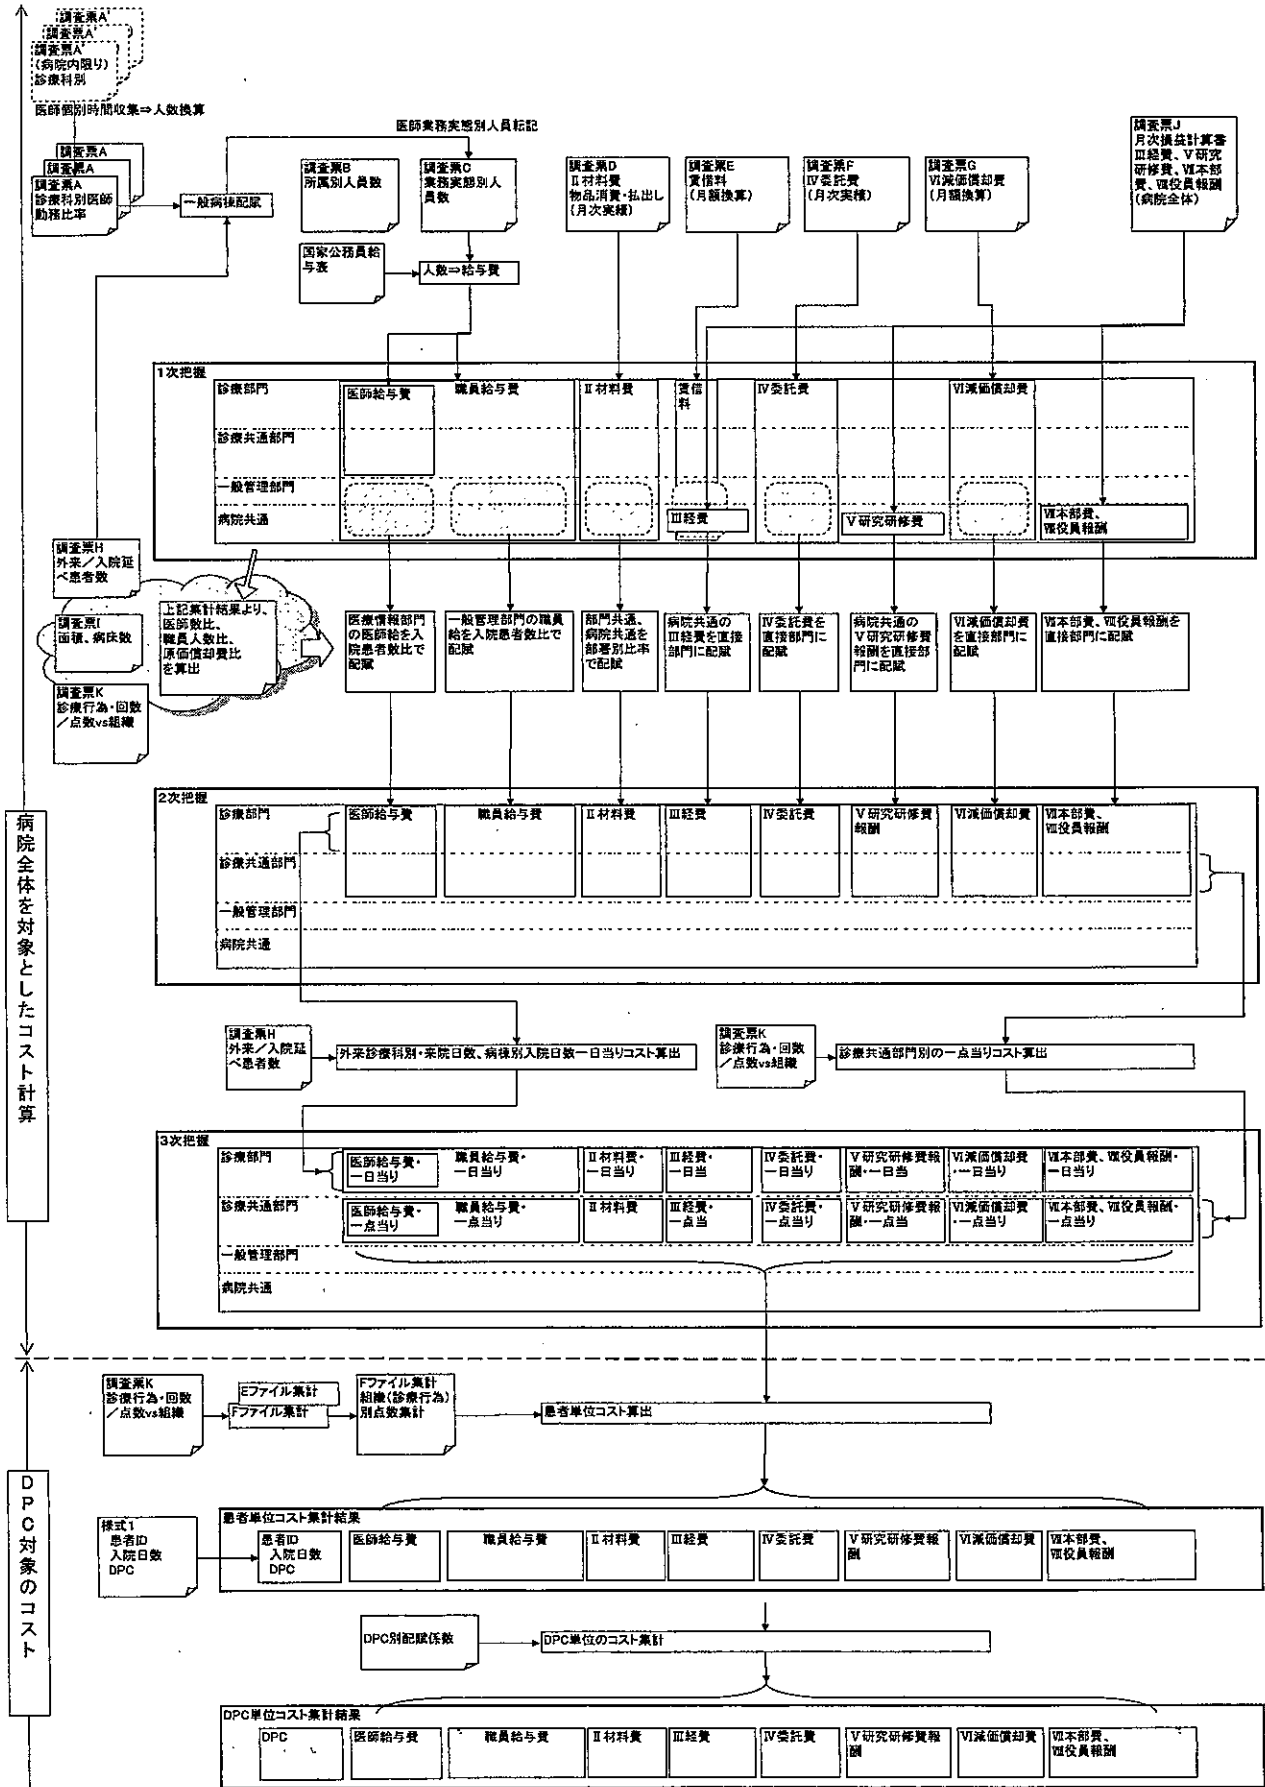 調査票A'
調査票A'
調査票A'
(病院内限り)
診療科別
医師個別時間収集⇒人数換算
調査票A
調査票A
調査票A
診療科別医師
勤務比率
一般病棟配賦
医師業務実態別人員転記
調査票B
所属別人員数
調査票C
業務実態別人
員数
国家公務員給
与表
人数⇒給与費
調査票D
Ⅱ材料費
物品消費・払出し
(月次実績)
調査票E
賃借料
(月額換算)
調査票F
Ⅳ委託費
(月次実績)
調査票G
Ⅵ減価償却費
(月額換算)
調査票J
月次損益計算書
Ⅲ経費、Ⅴ研究
研修費、Ⅶ本部
費、Ⅷ役員報酬
(病院全体)
1次把握
診療部門
診療共通部門
一般管理部門
病院共通
医師給与費
職員給与費
Ⅱ材料費
賃借
料
Ⅳ委託費
Ⅵ減価償却費
Ⅲ経費
Ⅴ研究研修費
Ⅶ本部費、
Ⅷ役員報酬
調査票H
外来/入院延
べ患者数
調査票I
面積、病床数
調査票K
診療行為・回数
/点数vs組織
上記集計結果より、
医師数比、
職員人数比、
原価償却費比
を算出
医療情報部門
の医師給を入
院患者数比で
配賦
一般管理部門の職員
給を入院患者数比で
配賦
部門共通、
病院共通を
部署別比率
で配賦
病院共通の
Ⅲ経費を直接
部門に配賦
Ⅳ委託費を
直接部門に
配賦
病院共通の
Ⅴ研究研修費
報酬を直接部
門に配賦
Ⅵ減価償却費
を直接部門に
配賦
Ⅶ本部費、Ⅷ役員報酬を
直接部門に配賦
病院全体を対象としたコスト計算
2次把握
診療部門
診療共通部門
一般管理部門
病院共通
医師給与費
職員給与費
Ⅱ材料費
Ⅲ経費
Ⅳ委託費
Ⅴ研究研修費
報酬
Ⅵ減価償却費
Ⅶ本部費、
Ⅷ役員報酬
調査票H
外来/入院延
べ患者数
外来診療科別・来院日数、病棟別入院日数一日当りコスト算出
調査票K
診療行為・回数
/点数vs組織
診療共通部門別の一点当りコスト算出
3次把握
診療部門
医師給与費・
一日当り
職員給与費・
一日当り
Ⅱ材料費・
一日当り
Ⅲ経費・
一日当
Ⅳ委託費・
一日当り
Ⅴ研究研修費報
酬・一日当
Ⅵ減価償却費
・一日当り
Ⅶ本部費、Ⅷ役員報酬・
一日当り
診療共通部門
医師給与費・
一点当り
職員給与費・
一点当り
Ⅱ材料費
Ⅲ経費・
一点当
Ⅳ委託費・
一点当り
Ⅴ研究研修費報
酬・一点当
Ⅵ減価償却費
・一点当り
Ⅶ本部費、Ⅷ役員報酬・
一点当り
一般管理部門
病院共通
DPC対象のコスト
調査票K
診療行為・回数
/点数vs組織
Eファイル集計
Fファイル集計
Fファイル集計
組織(診療行為)
別点数集計
患者単位コスト算出
様式1
患者ID
入院日数
DPC
患者単位コスト集計結果
患者ID
入院日数
DPC
医師給与費
職員給与費
Ⅱ材料費
Ⅲ経費
Ⅳ委託費
Ⅴ研究研修費報
酬
Ⅵ減価償却費
Ⅶ本部費、
Ⅷ役員報酬
DPC別配賦係数
DPC単位のコスト集計
DPC単位コスト集計結果
DPC
医師給与費
職員給与費
Ⅱ材料費
Ⅲ経費
Ⅳ委託費
Ⅴ研究研修費報
酬
Ⅵ減価償却費
Ⅶ本部費、
Ⅷ役員報酬